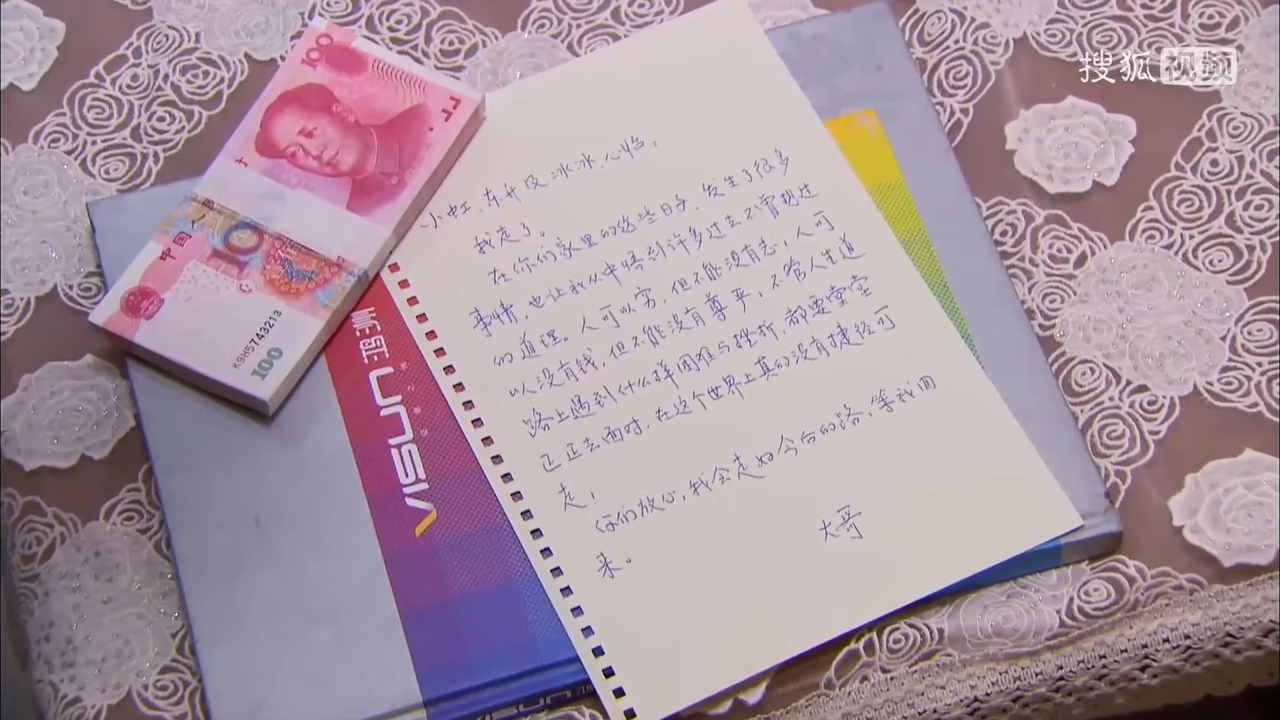 搜狐视频
100
中国人
100
K9H5743213
100
小虹、东升及冰冰、心怡：
我走了。
在你们家里的这些日子，发生了很多
事情，也让我从中悟到许多过去不曾想过
的道理。人可以穷，但不能没有志，人可
以没有钱，但不能没有尊严，不管人生道
路上遇到什么样困难与挫折，都要堂堂
正正去面对，在这个世界上真的没有捷径可
走，
你们放心，我会走好今后的路，等我回
来。
大哥
VISUN